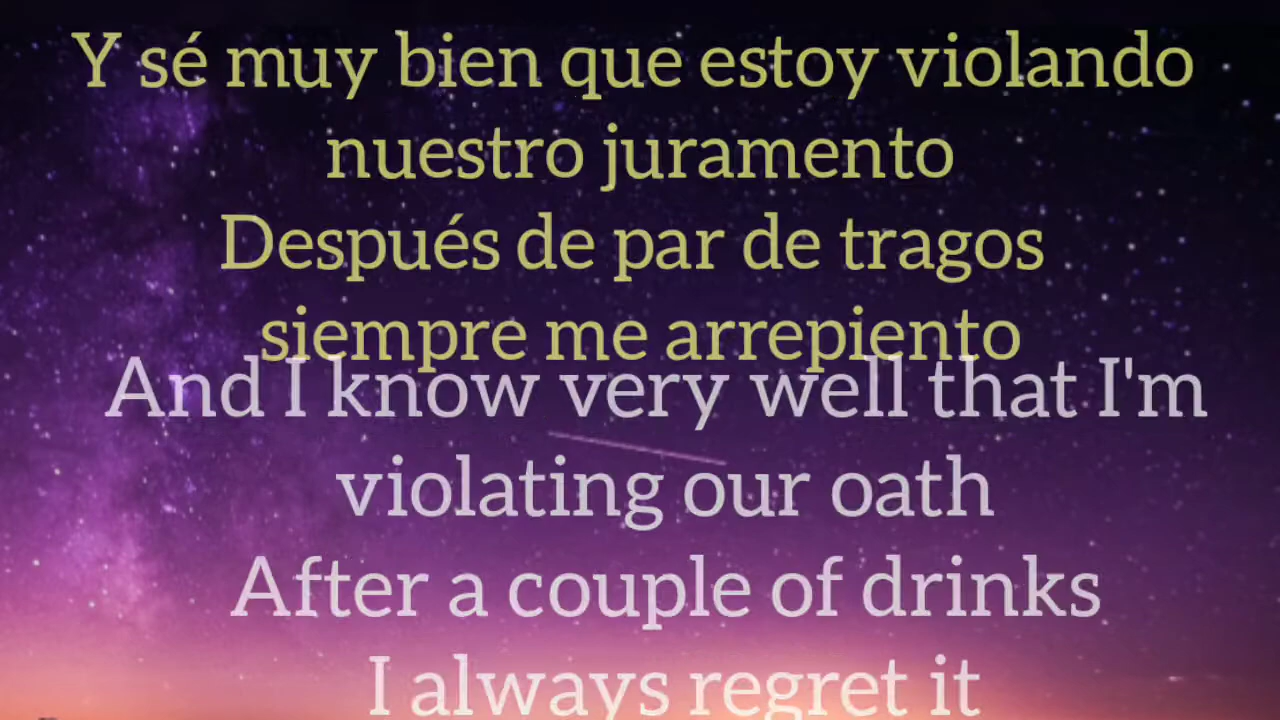 Y sé muy bien que estoy violando
nuestro juramento
Después de par de tragos
siempre me arrepiento
And I know very well that I'm
violating our oath
After a couple of drinks
I always regret it